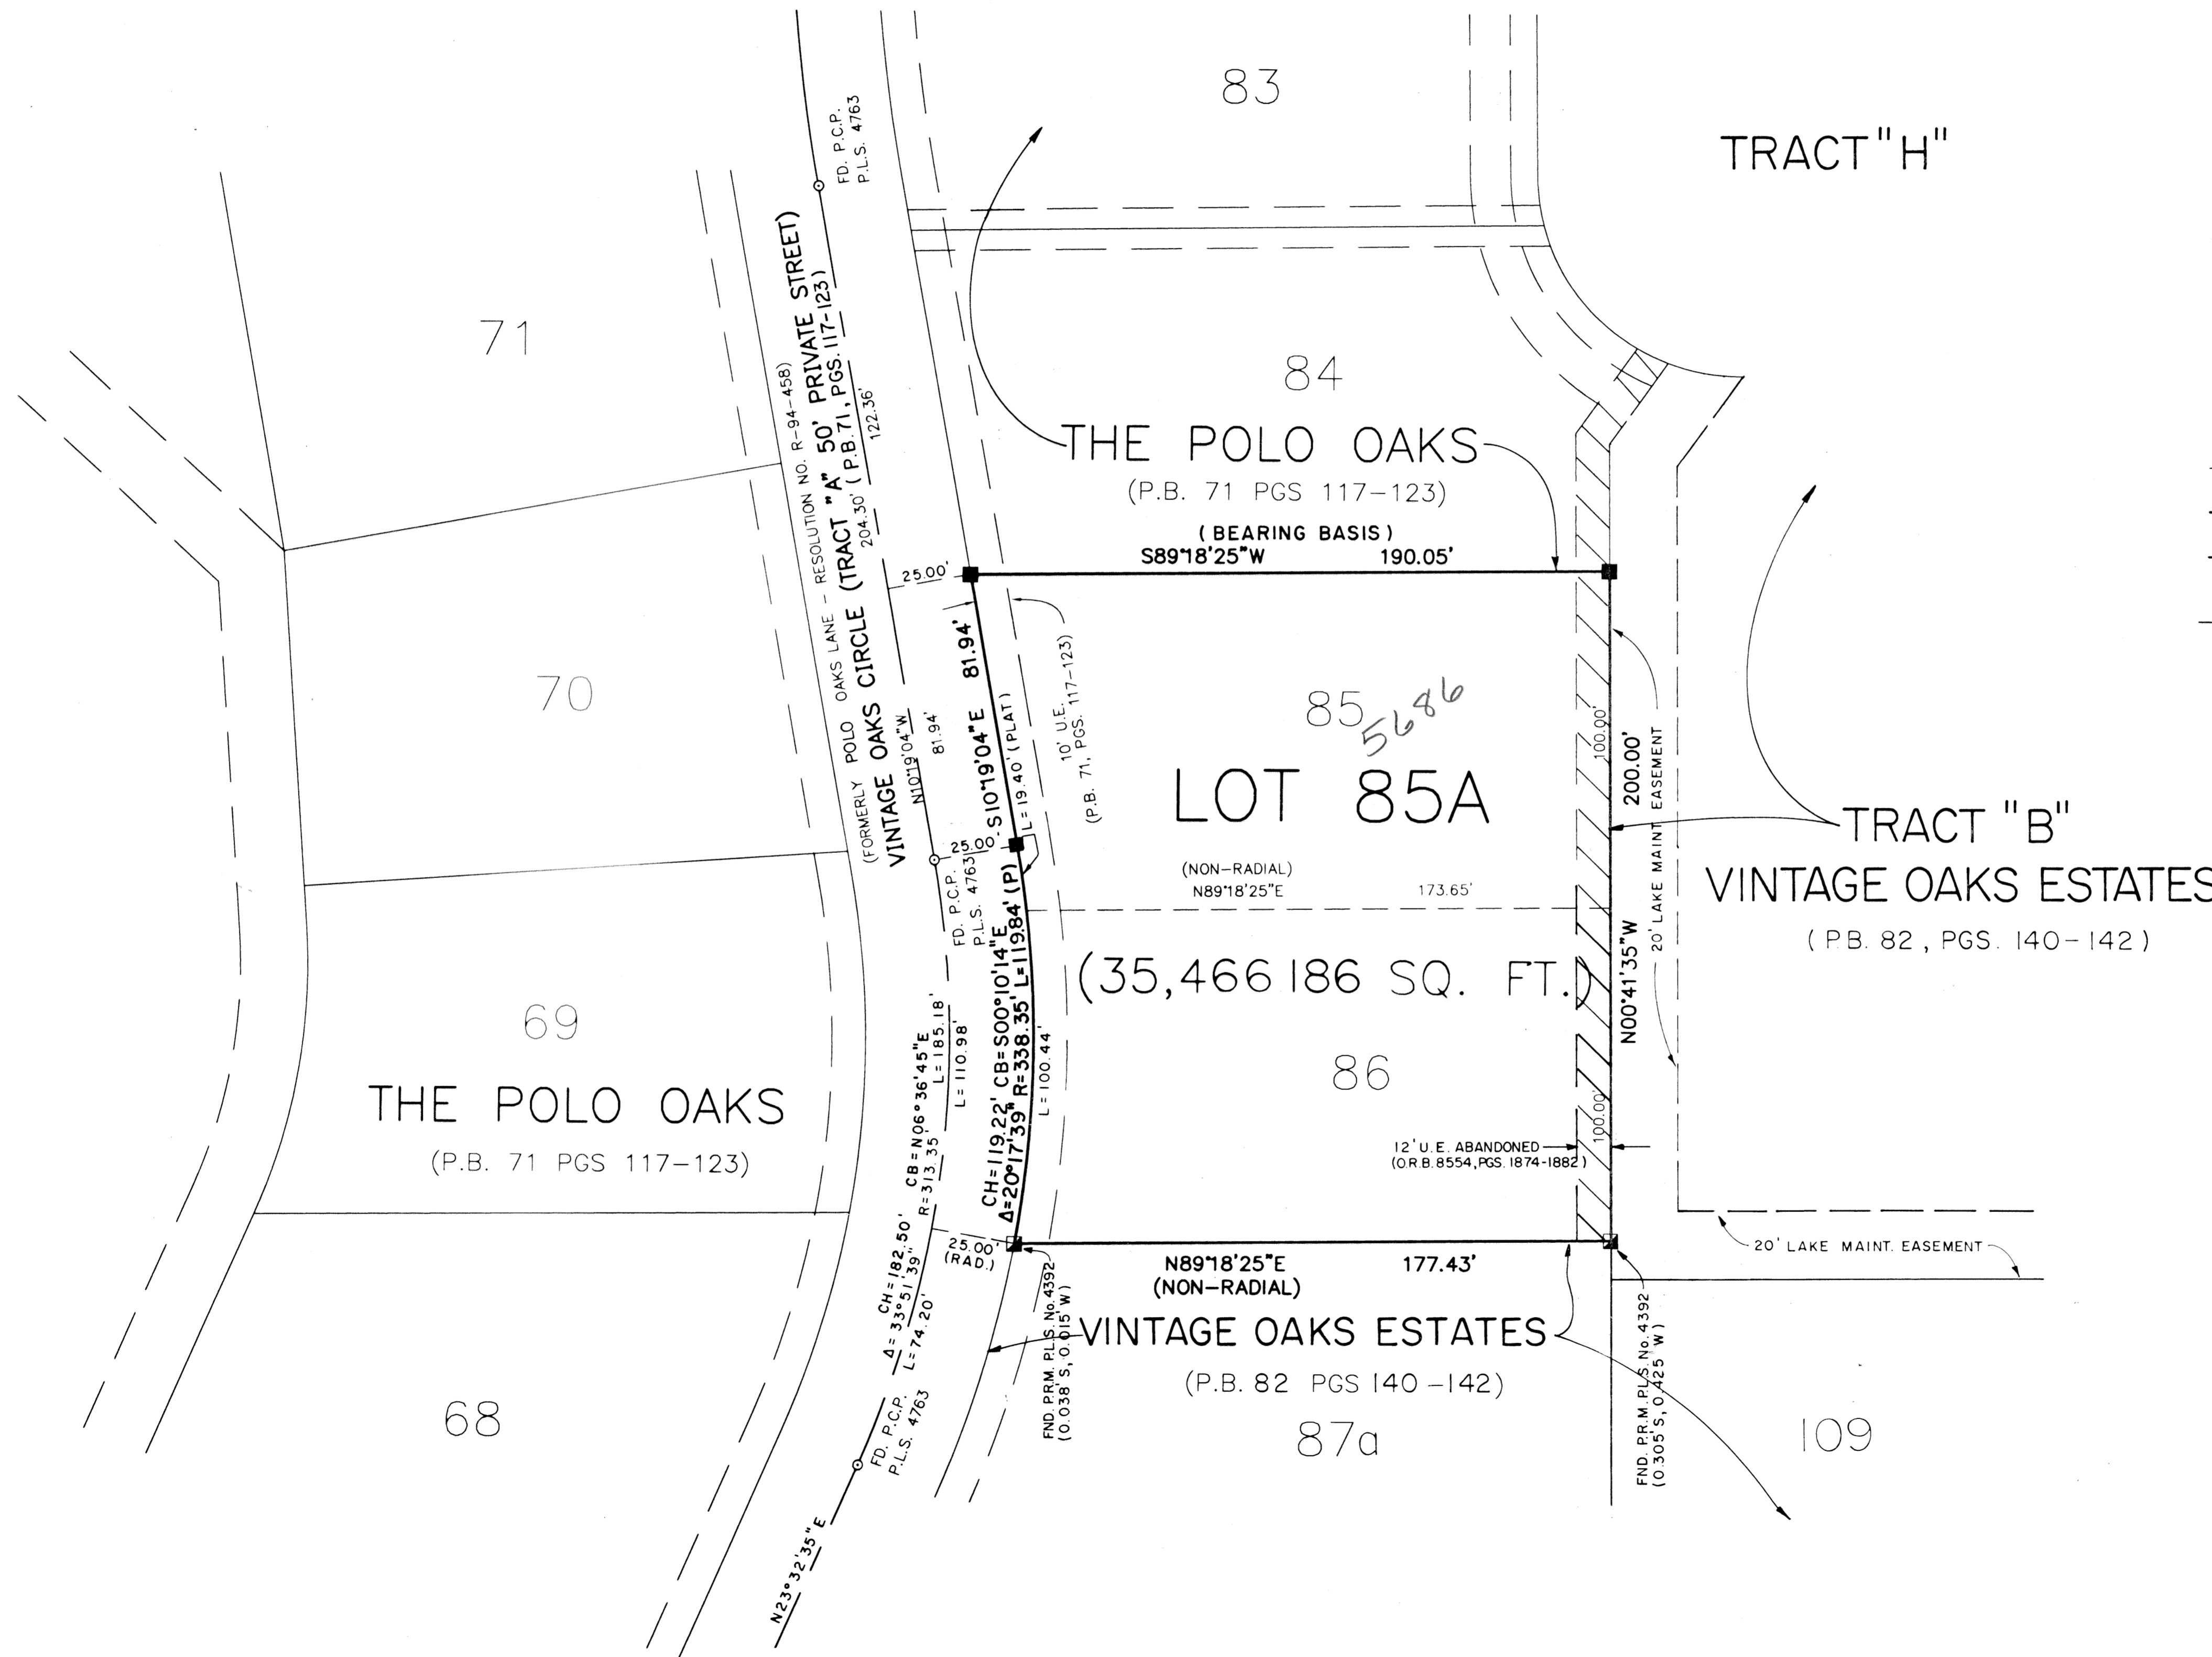 83
TRACT "H"
FD. P.C.P.
P.L.S. 4763
71
84
THE POLO OAKS
(P.B. 71 PGS 117-123)
(BEARING BASIS)
S89°18'25"W 190.05'
(FORMERLY POLO OAKS LANE - RESOLUTION NO. R-94-458)
VINTAGE OAKS CIRCLE (TRACT "A" 50' PRIVATE STREET)
204.30' (P.B. 71, PGS. 117-123)
122.36'
25.00'
N10°19'04"W
81.94'
S10°19'04"E 81.94'
L=19.40' (PLAT)
10' U.E.
(P.B. 71, PGS. 117-123)
70
85
5686
LOT 85A
100.00'
200.00'
N00°41'35"W
20' LAKE MAINT EASEMENT
TRACT "B"
VINTAGE OAKS ESTATES
(P.B. 82, PGS. 140-142)
25.00
FD. P.C.P.
P.L.S. 4763
(NON-RADIAL)
N89°18'25"E 173.65'
(35,466186 SQ. FT.)
69
THE POLO OAKS
(P.B. 71 PGS 117-123)
CH=119.22' CB=S00°10'14"E
Δ=20°17'39" R=338.35' L=119.84' (P)
L=100.44'
CH=182.50' CB=N06°36'45"E
Δ=33°51'39" R=313.35' L=185.18'
L=74.20' L=110.98'
86
100.00'
12' U.E. ABANDONED
(O.R.B. 8554, PGS. 1874-1882)
25.00'
(RAD.)
N89°18'25"E 177.43'
(NON-RADIAL)
20' LAKE MAINT. EASEMENT
FND. P.R.M. P.L.S. No. 4392
(0.038' S, 0.015' W)
VINTAGE OAKS ESTATES
(P.B. 82 PGS 140-142)
FND. P.R.M. P.L.S. No. 4392
(0.305' S, 0.425' W)
68
FD. P.C.P.
P.L.S. 4763
87a
109
N23°32'35"E